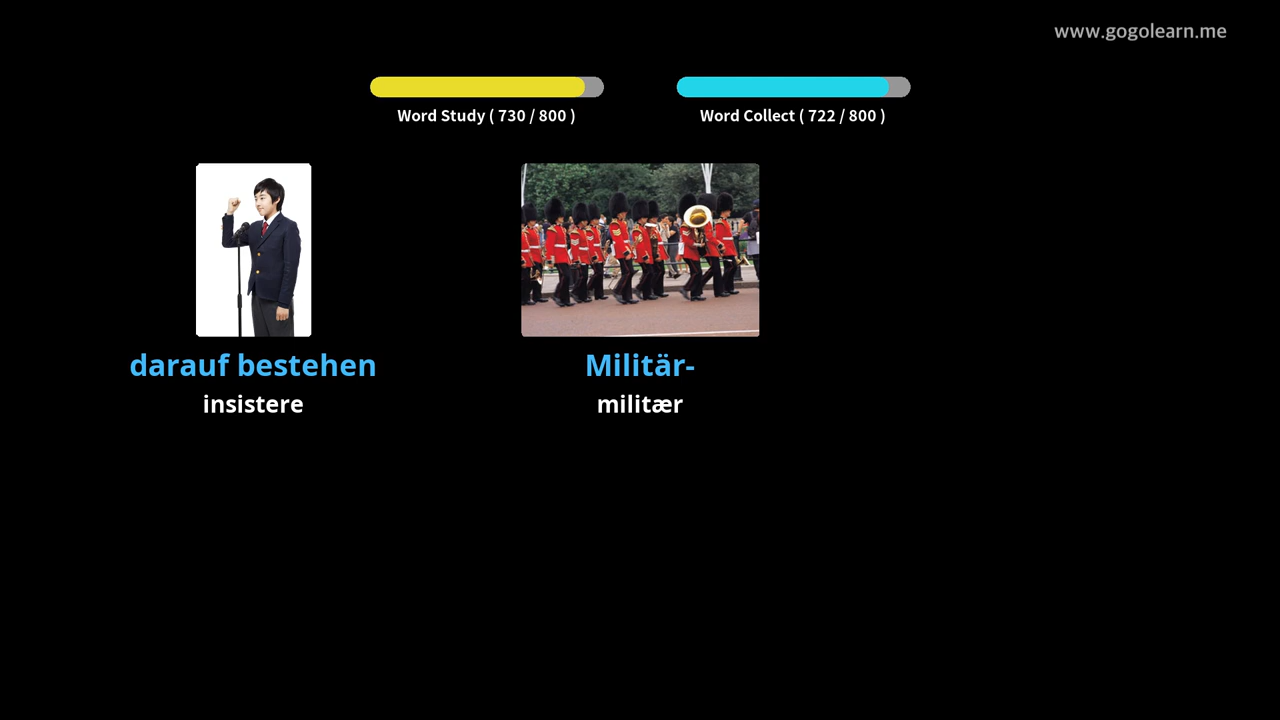 www.gogolearn.me
Word Study ( 730 / 800 )
Word Collect ( 722 / 800 )
darauf bestehen
insistere
Militär-
militær